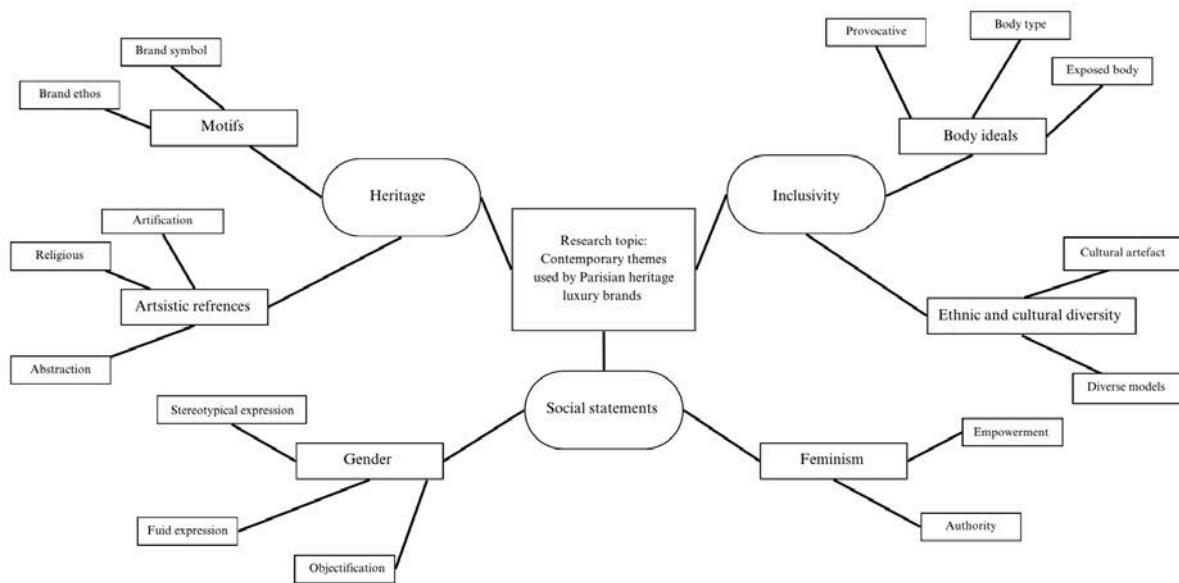 Provocative
Body type
Brand symbol
Exposed body
Brand ethos
Motifs
Body ideals
Heritage
Inclusivity
Artification
Religious
Research topic:
Contemporary themes
used by Parisian heritage
luxury brands
Cultural artefact
Artsistic refrences
Ethnic and cultural diversity
Abstraction
Diverse models
Social statements
Stereotypical expression
Empowerment
Gender
Feminism
Fuid expression
Authority
Objectification